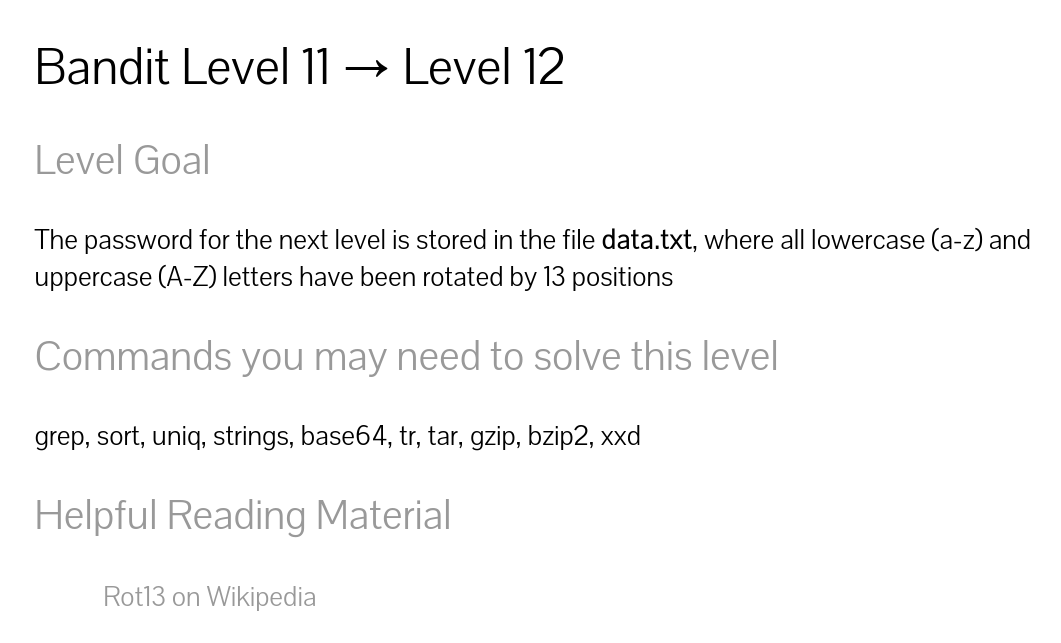 Bandit Level 11 → Level 12
Level Goal
The password for the next level is stored in the file data.txt, where all lowercase (a-z) and
uppercase (A-Z) letters have been rotated by 13 positions
Commands you may need to solve this level
grep, sort, uniq, strings, base64, tr, tar, gzip, bzip2, xxd
Helpful Reading Material
Rot13 on Wikipedia